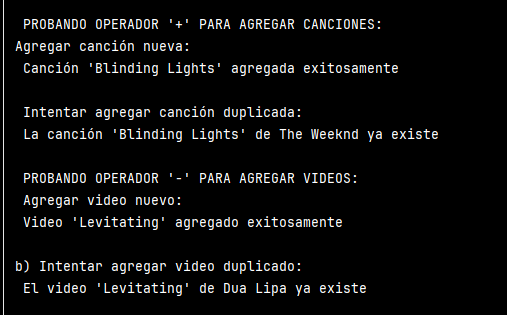 PROBANDO OPERADOR '+' PARA AGREGAR CANCIONES:
Agregar canción nueva:
Canción 'Blinding Lights' agregada exitosamente
Intentar agregar canción duplicada:
La canción 'Blinding Lights' de The Weeknd ya existe
PROBANDO OPERADOR '-' PARA AGREGAR VIDEOS:
Agregar video nuevo:
Video 'Levitating' agregado exitosamente
b) Intentar agregar video duplicado:
El video 'Levitating' de Dua Lipa ya existe